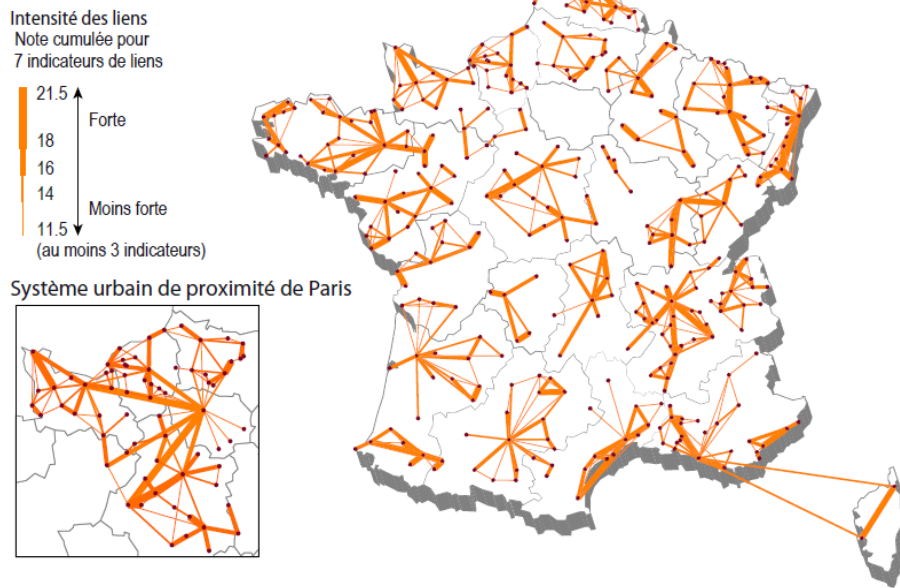 Intensité des liens
Note cumulée pour
7 indicateurs de liens
21.5
Forte
18
16
14
Moins forte
11.5
(au moins 3 indicateurs)
Système urbain de proximité de Paris